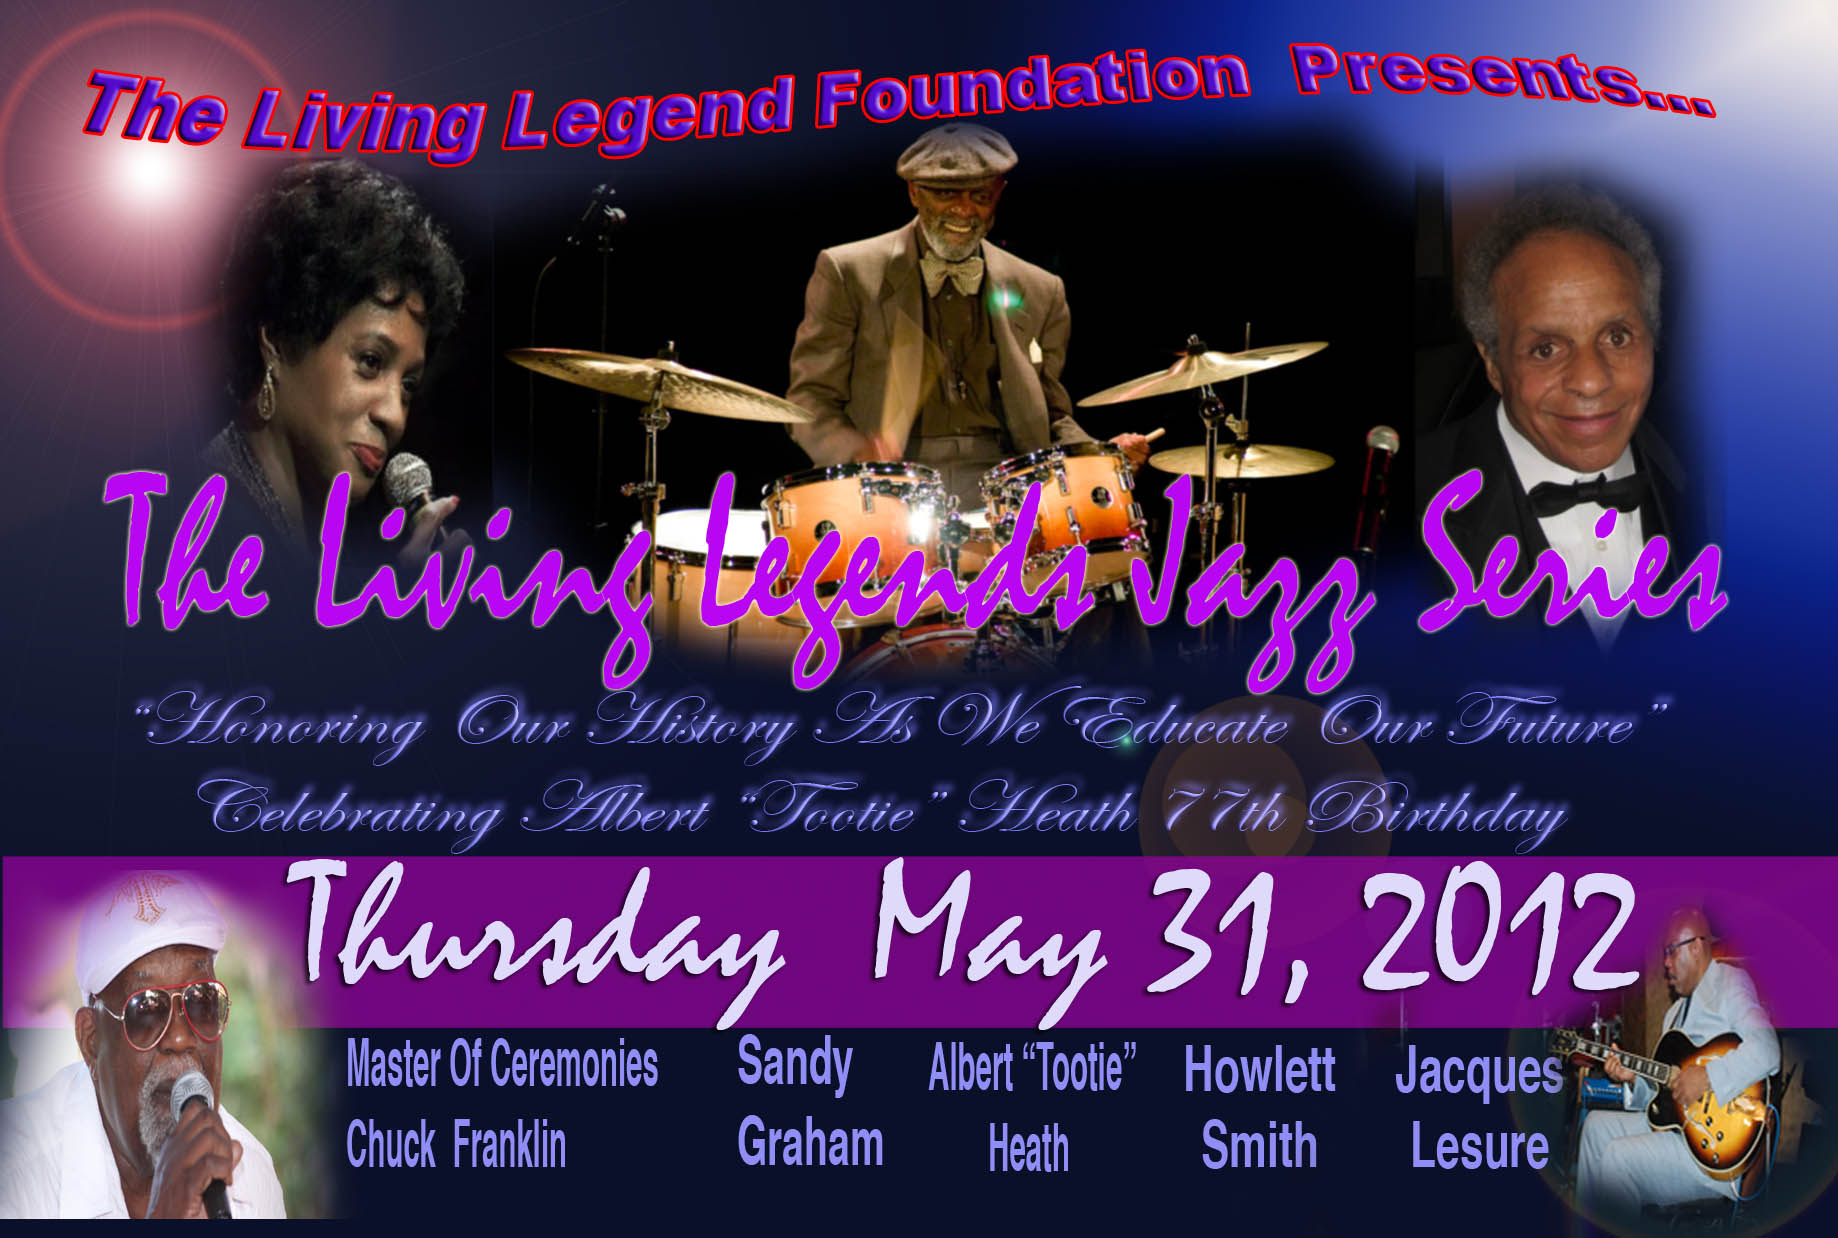 The Living Legend Foundation Presents...
The Living Legends Jazz Series
“Honoring Our History As We Educate Our Future”
Celebrating Albert “Tootie” Heath 77th Birthday
Thursday May 31, 2012
Master Of Ceremonies
Chuck Franklin
Sandy
Graham
Albert “Tootie”
Heath
Howlett
Smith
Jacques
Lesure